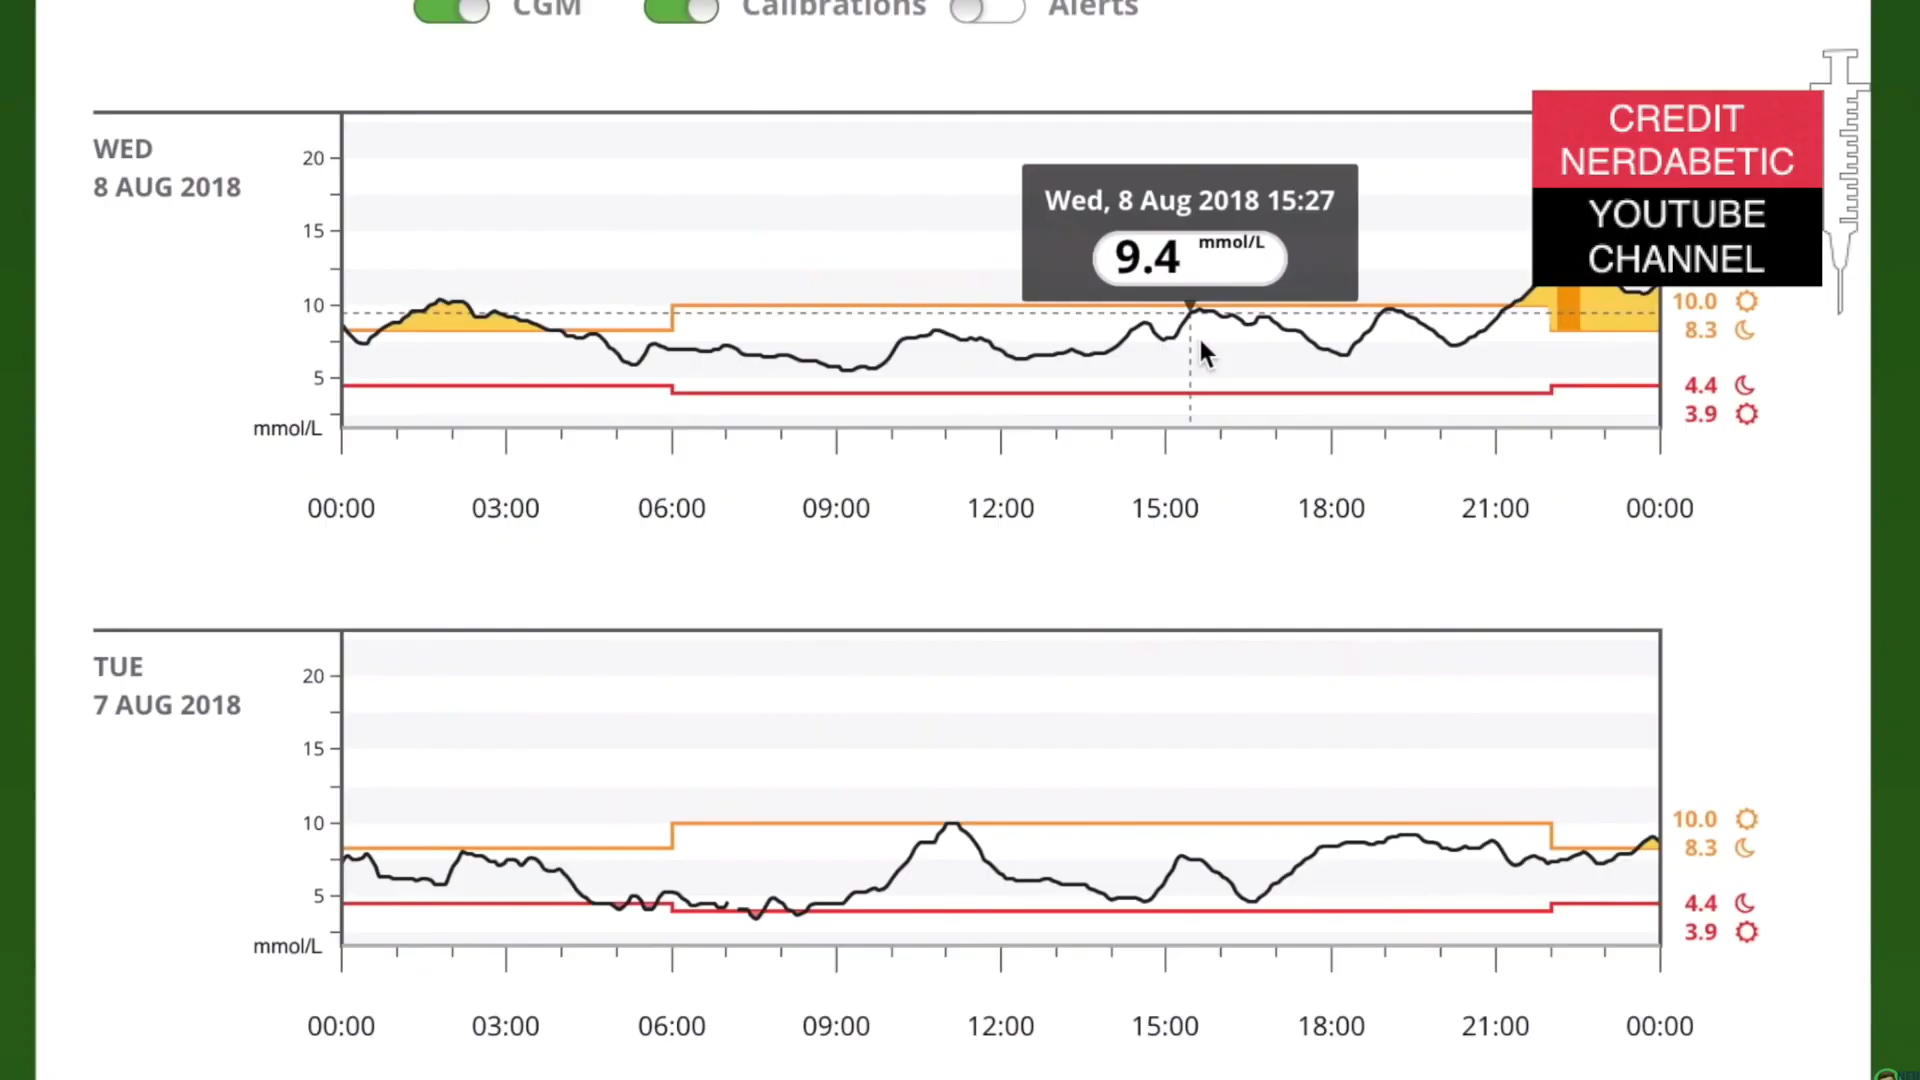 CGM Calibrations Alerts
CREDIT
NERDABETIC
YOUTUBE
CHANNEL
WED
8 AUG 2018
20
15
10
5
mmol/L
Wed, 8 Aug 2018 15:27
9.4 mmol/L
10.0
8.3
4.4
3.9
00:00 03:00 06:00 09:00 12:00 15:00 18:00 21:00 00:00
TUE
7 AUG 2018
20
15
10
5
mmol/L
10.0
8.3
4.4
3.9
00:00 03:00 06:00 09:00 12:00 15:00 18:00 21:00 00:00